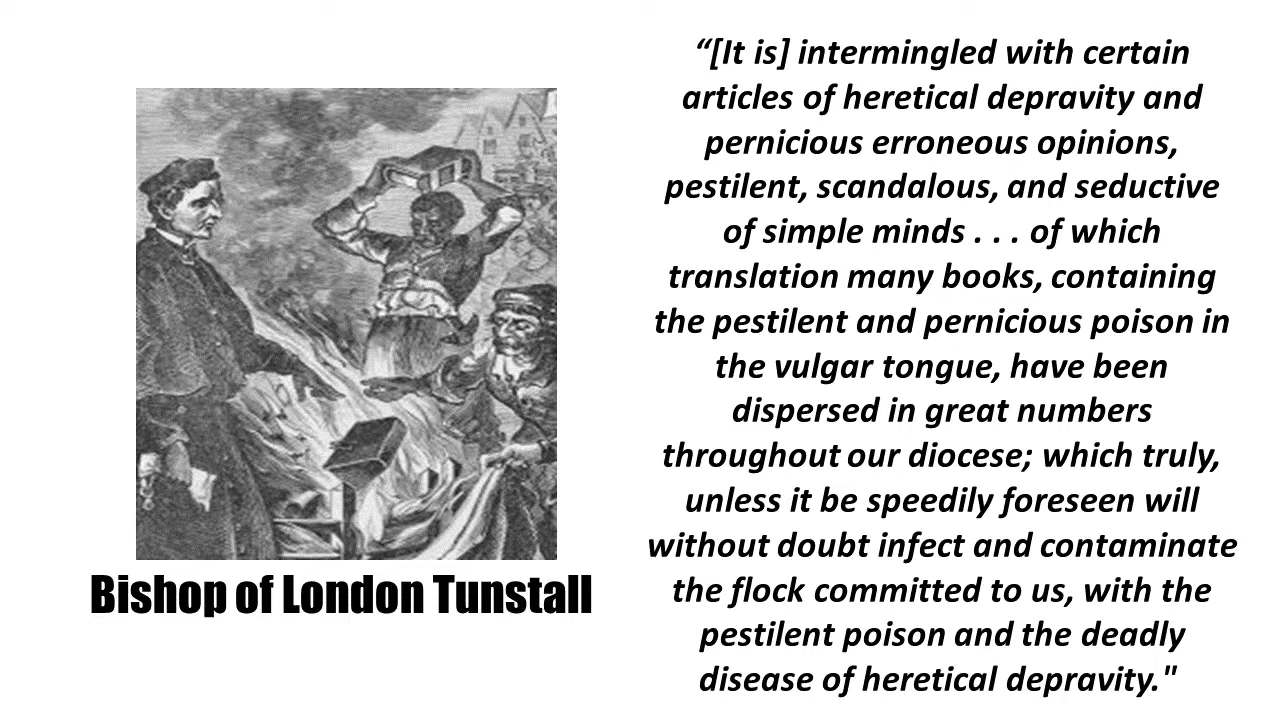 “[It is] intermingled with certain
articles of heretical depravity and
pernicious erroneous opinions,
pestilent, scandalous, and seductive
of simple minds . . . of which
translation many books, containing
the pestilent and pernicious poison in
the vulgar tongue, have been
dispersed in great numbers
throughout our diocese; which truly,
unless it be speedily foreseen will
without doubt infect and contaminate
the flock committed to us, with the
pestilent poison and the deadly
disease of heretical depravity."
Bishop of London Tunstall